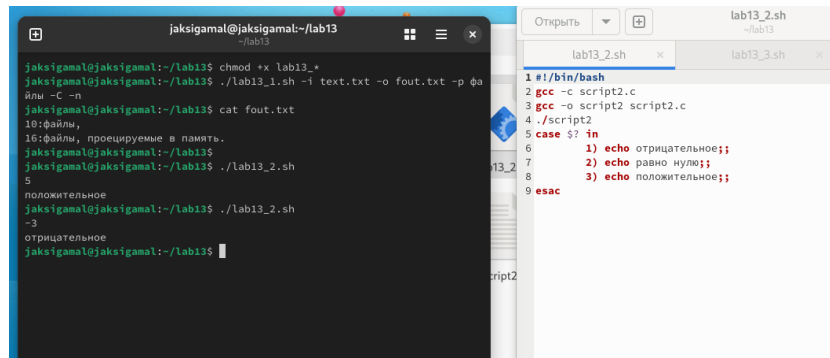 jaksigamal@jaksigamal:~/lab13
~/lab13
jaksigamal@jaksigamal:~/lab13$ chmod +x lab13_*
jaksigamal@jaksigamal:~/lab13$ ./lab13_1.sh -i text.txt -o fout.txt -p фа
йлы -C -n
jaksigamal@jaksigamal:~/lab13$ cat fout.txt
10:файлы,
16:файлы, проецируемые в память.
jaksigamal@jaksigamal:~/lab13$
jaksigamal@jaksigamal:~/lab13$ ./lab13_2.sh
5
положительное
jaksigamal@jaksigamal:~/lab13$ ./lab13_2.sh
-3
отрицательное
jaksigamal@jaksigamal:~/lab13$
13_2
cript2
Открыть
lab13_2.sh
~/lab13
lab13_2.sh
lab13_3.sh
1 #!/bin/bash
2 gcc -c script2.c
3 gcc -o script2 script2.c
4 ./script2
5 case $? in
6 1) echo отрицательное;;
7 2) echo равно нулю;;
8 3) echo положительное;;
9 esac